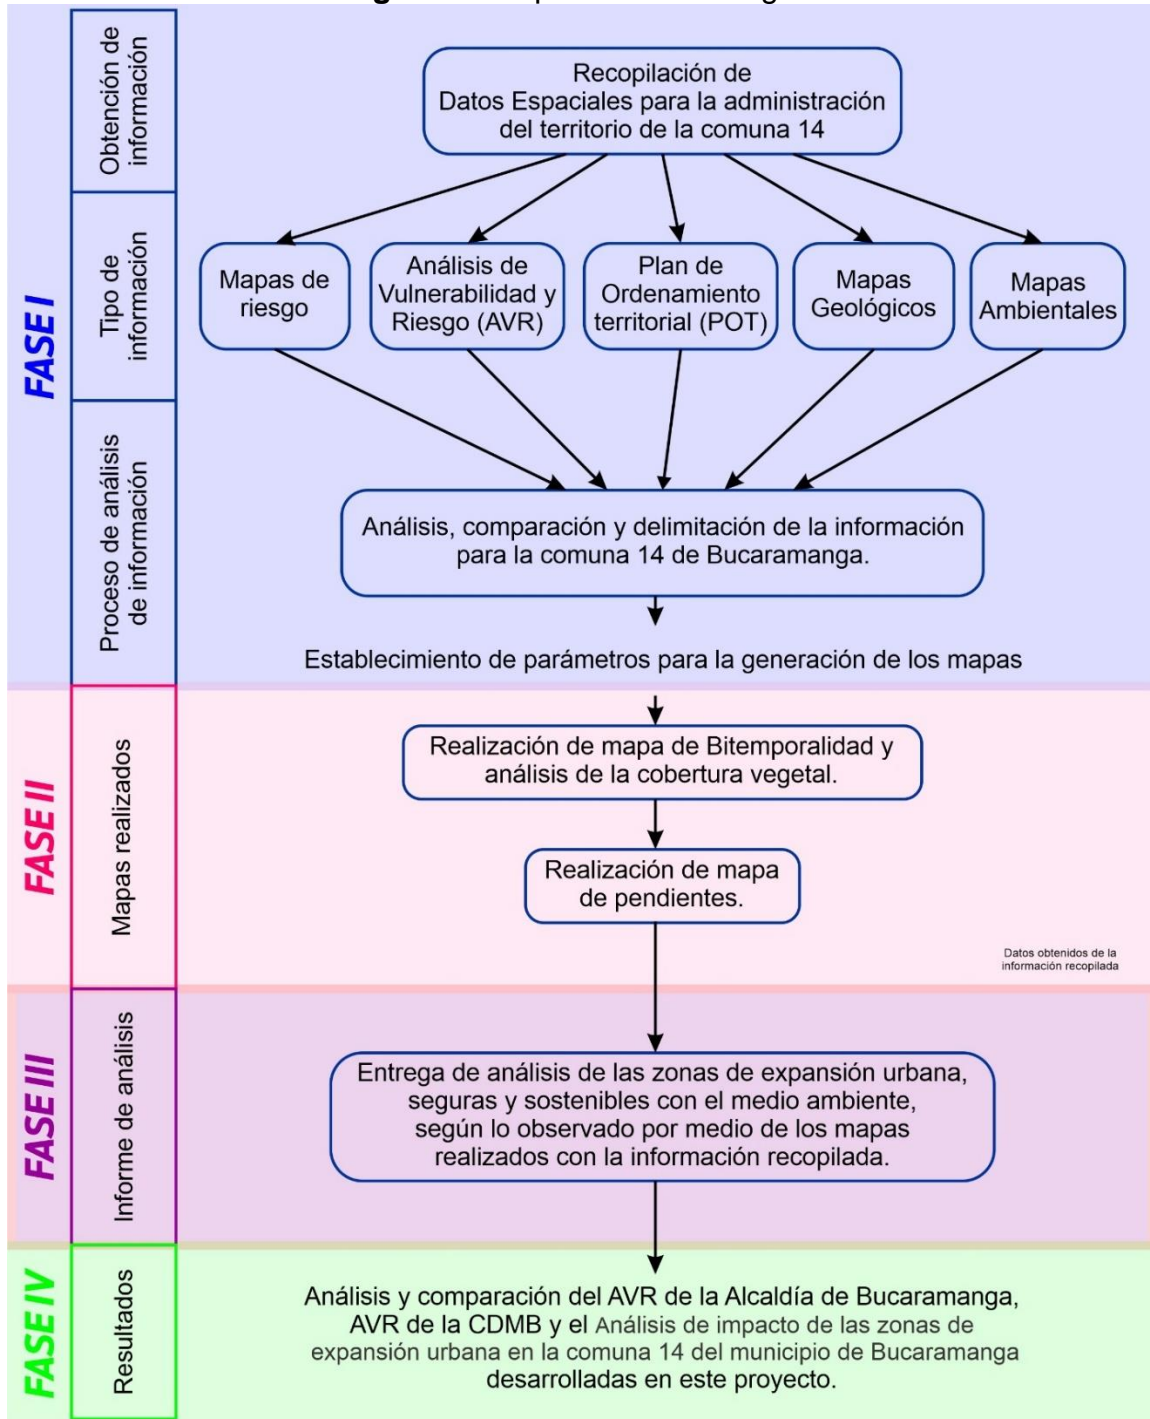 FASE I
Obtención de
información
Recopilación de
Datos Espaciales para la administración
del territorio de la comuna 14
Tipo de
información
Mapas de
riesgo
Análisis de
Vulnerabilidad y
Riesgo (AVR)
Plan de
Ordenamiento
territorial (POT)
Mapas
Geológicos
Mapas
Ambientales
Proceso de análisis
de información
Análisis, comparación y delimitación de la información
para la comuna 14 de Bucaramanga.
Establecimiento de parámetros para la generación de los mapas
FASE II
Mapas realizados
Realización de mapa de Bitemporalidad y
análisis de la cobertura vegetal.
Realización de mapa
de pendientes.
Datos obtenidos de la
información recopilada
FASE III
Informe de análisis
Entrega de análisis de las zonas de expansión urbana,
seguras y sostenibles con el medio ambiente,
según lo observado por medio de los mapas
realizados con la información recopilada.
FASE IV
Resultados
Análisis y comparación del AVR de la Alcaldía de Bucaramanga,
AVR de la CDMB y el Análisis de impacto de las zonas de
expansión urbana en la comuna 14 del municipio de Bucaramanga
desarrolladas en este proyecto.